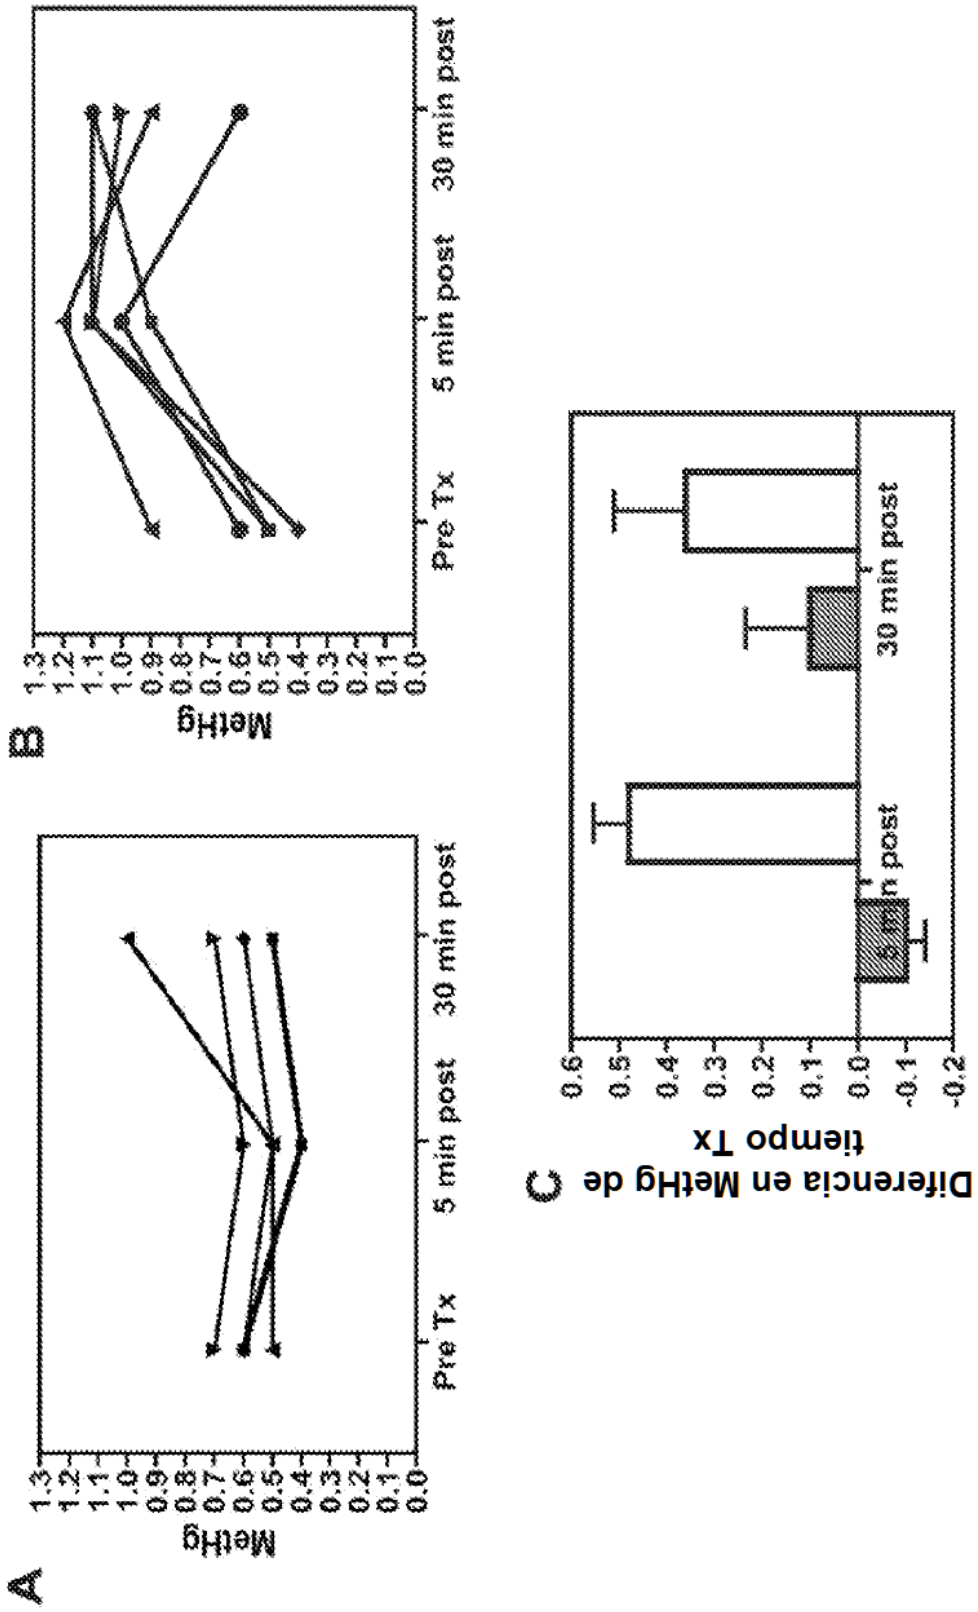 A
MetHg
1.3
1.2
1.1
1.0
0.9
0.8
0.7
0.6
0.5
0.4
0.3
0.2
0.1
0.0
Pre Tx
5 min post
30 min post
B
MetHg
1.3
1.2
1.1
1.0
0.9
0.8
0.7
0.6
0.5
0.4
0.3
0.2
0.1
0.0
Pre Tx
5 min post
30 min post
C
Diferencia en MetHg de
tiempo Tx
0.6
0.5
0.4
0.3
0.2
0.1
0.0
-0.1
-0.2
5 min post
30 min post